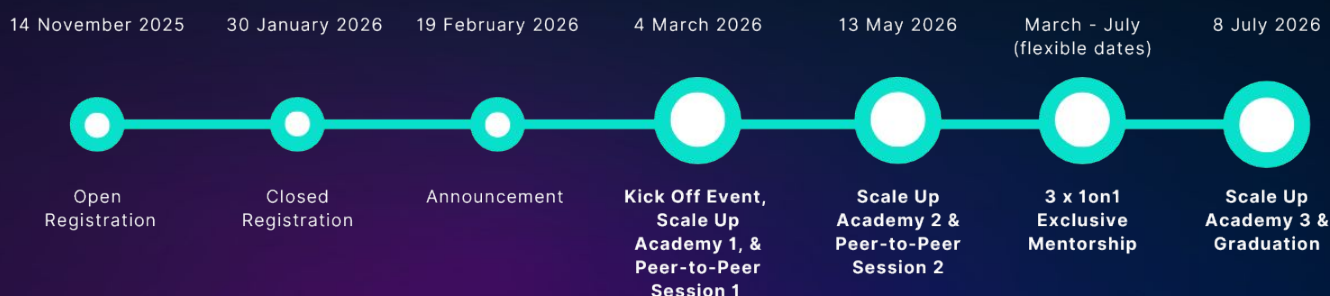 14 November 2025
30 January 2026
19 February 2026
4 March 2026
13 May 2026
March - July
(flexible dates)
8 July 2026
Open
Registration
Closed
Registration
Announcement
Kick Off Event,
Scale Up
Academy 1, &
Peer-to-Peer
Session 1
Scale Up
Academy 2 &
Peer-to-Peer
Session 2
3 x 1on1
Exclusive
Mentorship
Scale Up
Academy 3 &
Graduation